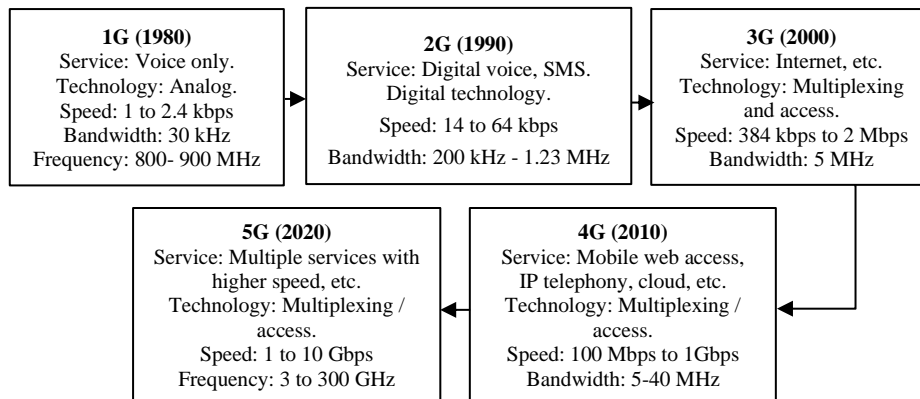 1G (1980)
Service: Voice only.
Technology: Analog.
Speed: 1 to 2.4 kbps
Bandwidth: 30 kHz
Frequency: 800- 900 MHz
2G (1990)
Service: Digital voice, SMS.
Digital technology.
Speed: 14 to 64 kbps
Bandwidth: 200 kHz - 1.23 MHz
3G (2000)
Service: Internet, etc.
Technology: Multiplexing
and access.
Speed: 384 kbps to 2 Mbps
Bandwidth: 5 MHz
4G (2010)
Service: Mobile web access,
IP telephony, cloud, etc.
Technology: Multiplexing /
access.
Speed: 100 Mbps to 1Gbps
Bandwidth: 5-40 MHz
5G (2020)
Service: Multiple services with
higher speed, etc.
Technology: Multiplexing /
access.
Speed: 1 to 10 Gbps
Frequency: 3 to 300 GHz